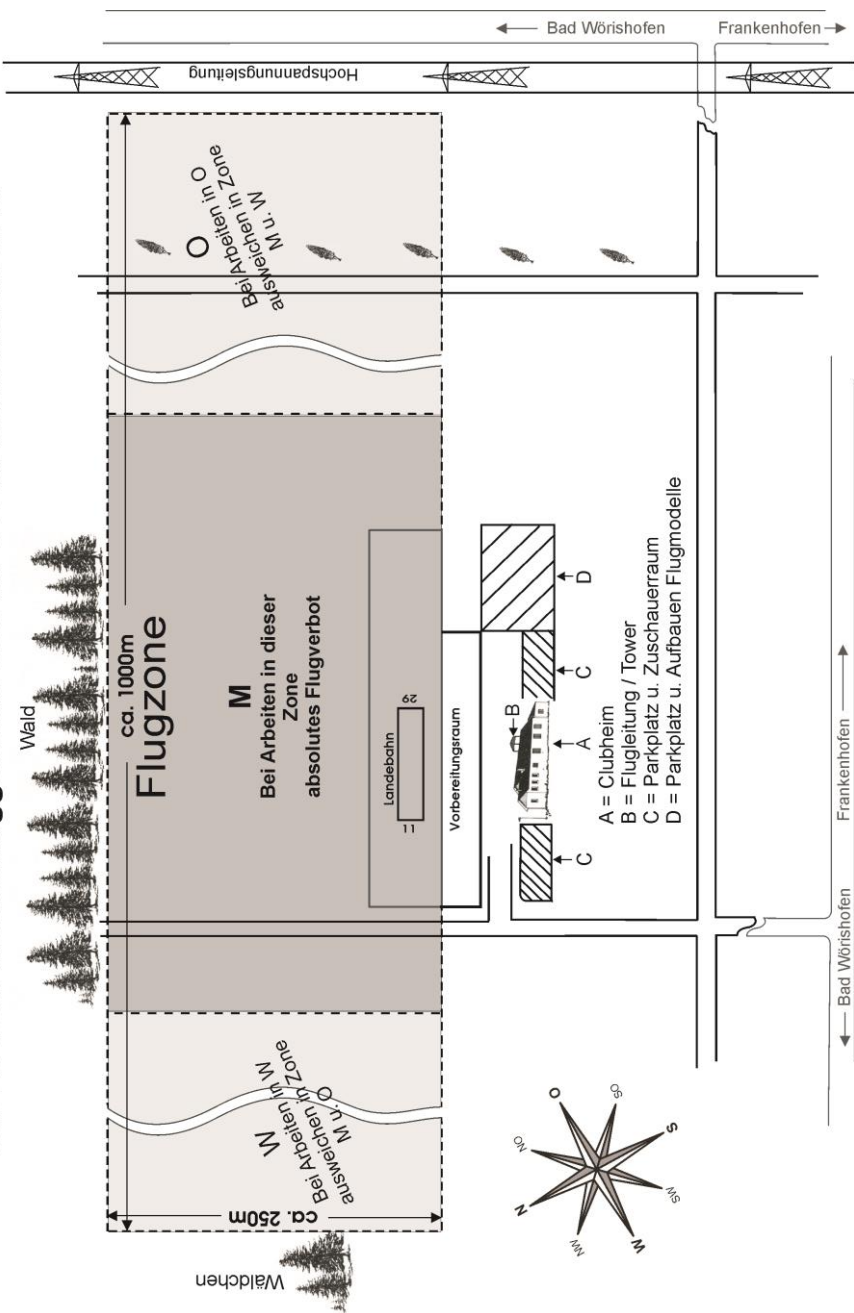 Wald
ca. 1000m
Flugzone
Hochspannungsleitung
← Bad Wörishofen
Frankenhofen →
O
Bei Arbeiten in O
ausweichen in Zone
M u. W
M
Bei Arbeiten in dieser
Zone
absolutes Flugverbot
W
Bei Arbeiten in W
ausweichen in Zone
M u. O
ca. 250m
Wäldchen
Landebahn
11
29
Vorbereitungsraum
B
C
A
C
D
A = Clubheim
B = Flugleitung / Tower
C = Parkplatz u. Zuschauerraum
D = Parkplatz u. Aufbauen Flugmodelle
N
NO
O
SO
S
SW
W
NW
← Bad Wörishofen
Frankenhofen →